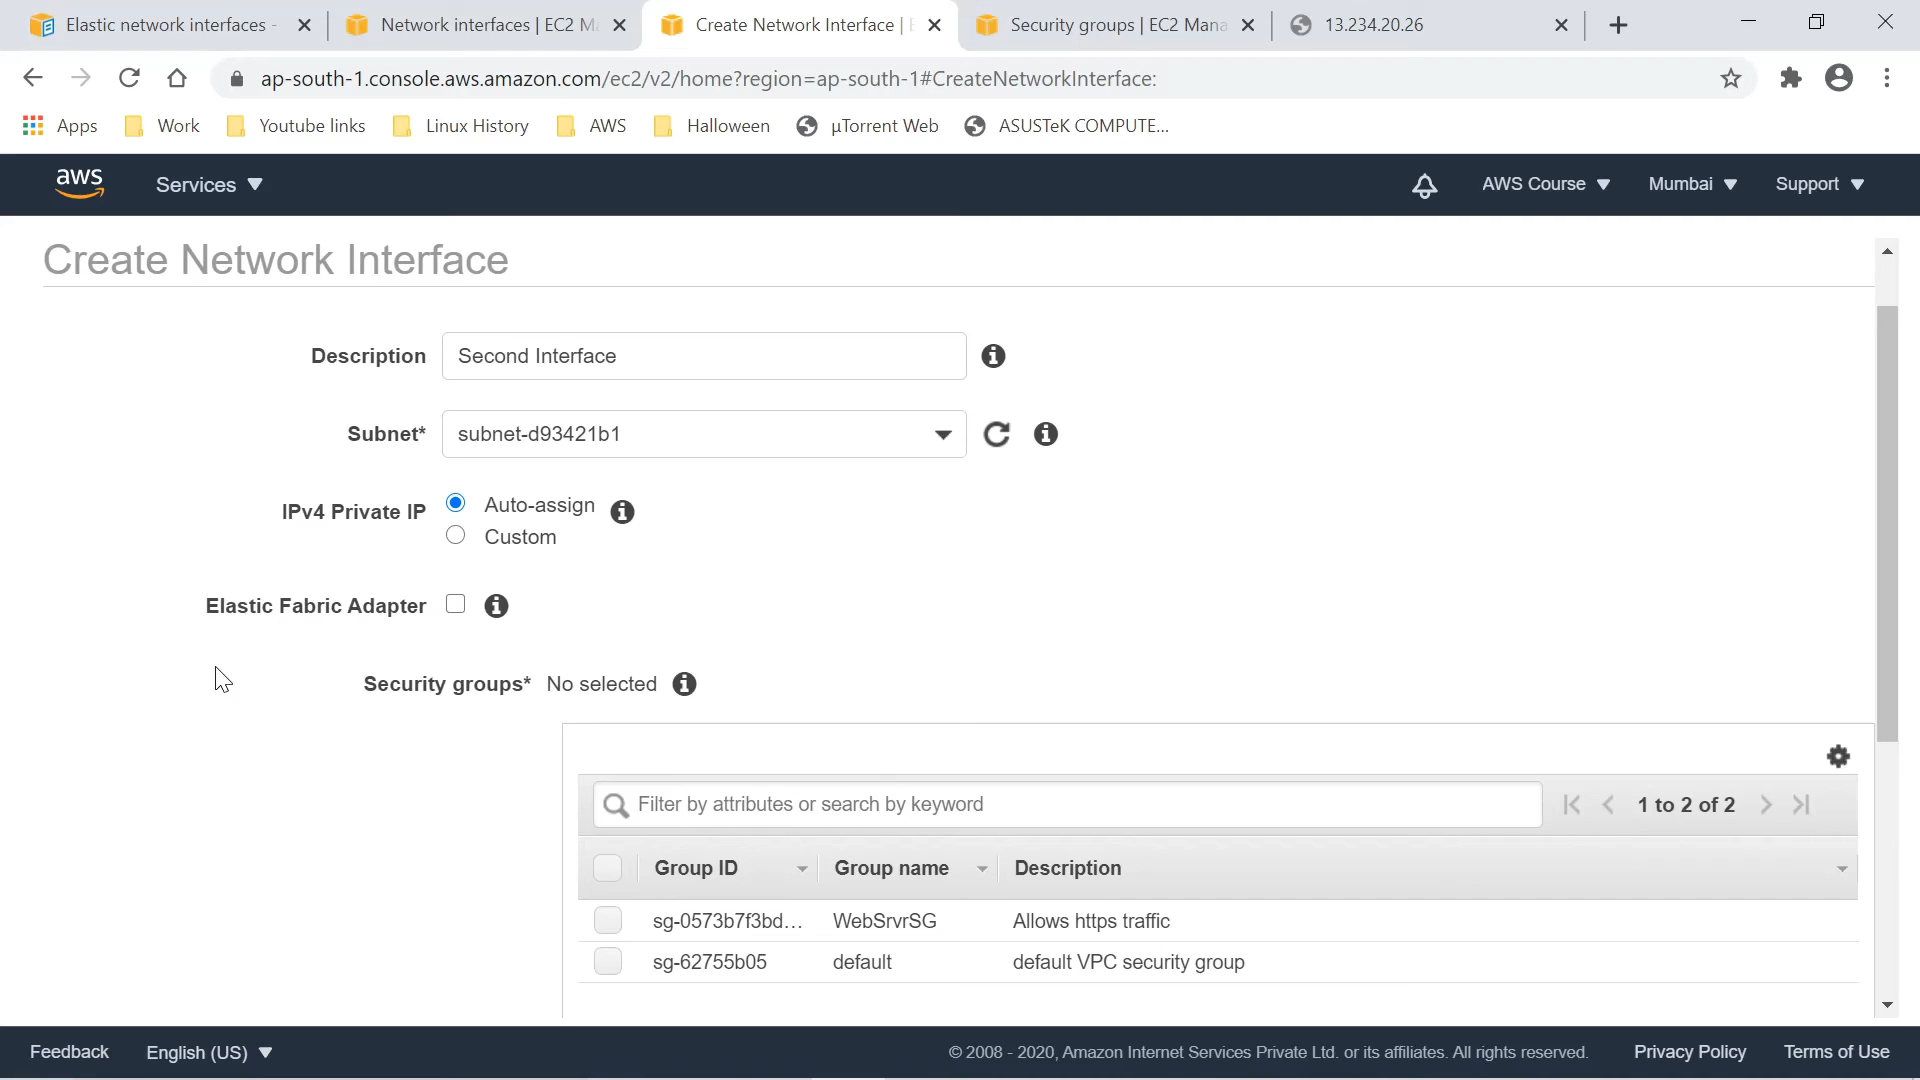 Elastic network interfaces -
Network interfaces | EC2 Ma
Create Network Interface | E
Security groups | EC2 Mana
13.234.20.26
ap-south-1.console.aws.amazon.com/ec2/v2/home?region=ap-south-1#CreateNetworkInterface:
Apps
Work
Youtube links
Linux History
AWS
Halloween
µTorrent Web
ASUSTeK COMPUTE...
aws
Services
AWS Course
Mumbai
Support
Create Network Interface
Description
Second Interface
Subnet*
subnet-d93421b1
IPv4 Private IP
Auto-assign
Custom
Elastic Fabric Adapter
Security groups*
No selected
Filter by attributes or search by keyword
1 to 2 of 2
Group ID
Group name
Description
sg-0573b7f3bd...
WebSrvrSG
Allows https traffic
sg-62755b05
default
default VPC security group
Feedback
English (US)
© 2008 - 2020, Amazon Internet Services Private Ltd. or its affiliates. All rights reserved.
Privacy Policy
Terms of Use